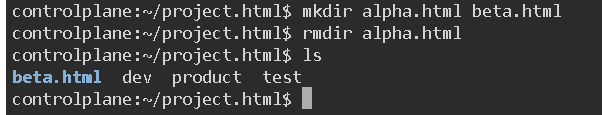 controlplane:~/project.html$ mkdir alpha.html beta.html
controlplane:~/project.html$ rmdir alpha.html
controlplane:~/project.html$ ls
beta.html  dev  product  test
controlplane:~/project.html$